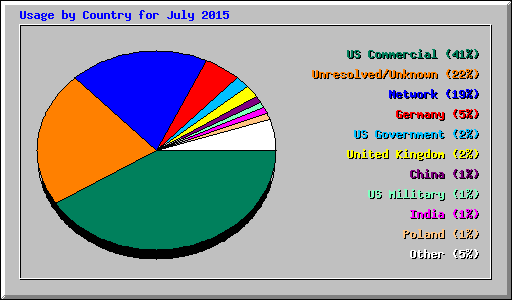 Usage by Country for July 2015
US Commercial (41%)
Unresolved/Unknown (22%)
Network (19%)
Germany (5%)
US Government (2%)
United Kingdom (2%)
China (1%)
US Military (1%)
India (1%)
Poland (1%)
Other (5%)